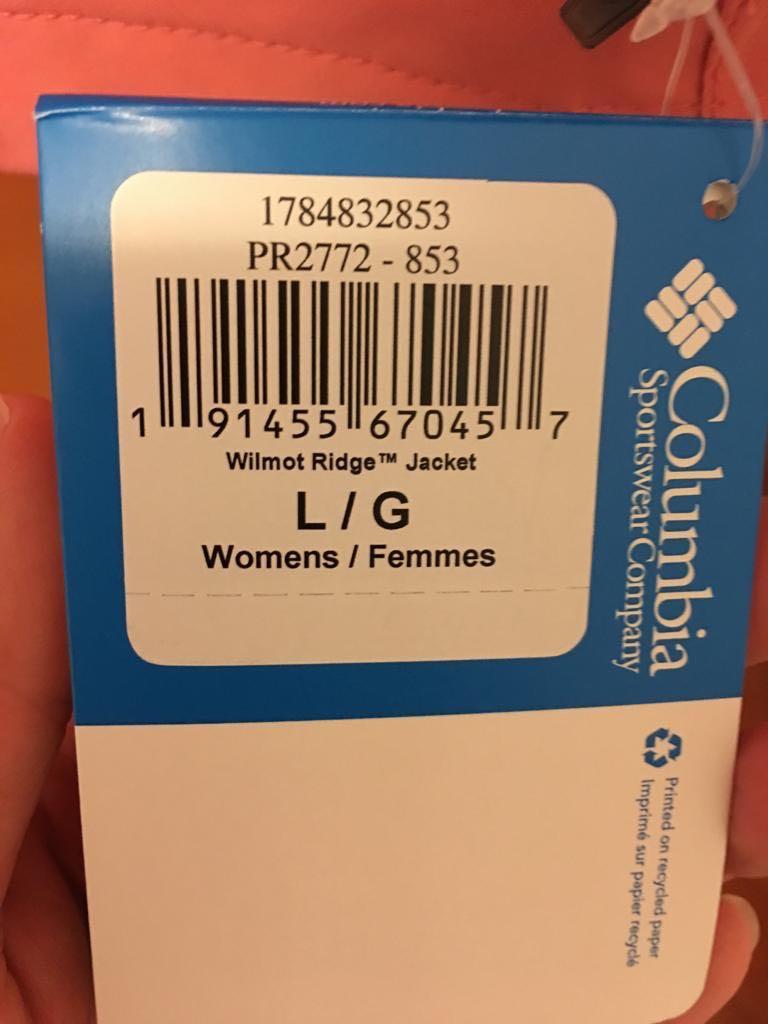 1784832853
PR2772 - 853
1 91455 67045 7
Wilmot Ridge™ Jacket
L / G
Womens / Femmes
Columbia
Sportswear Company
Printed on recycled paper
Imprimé sur papier recyclé